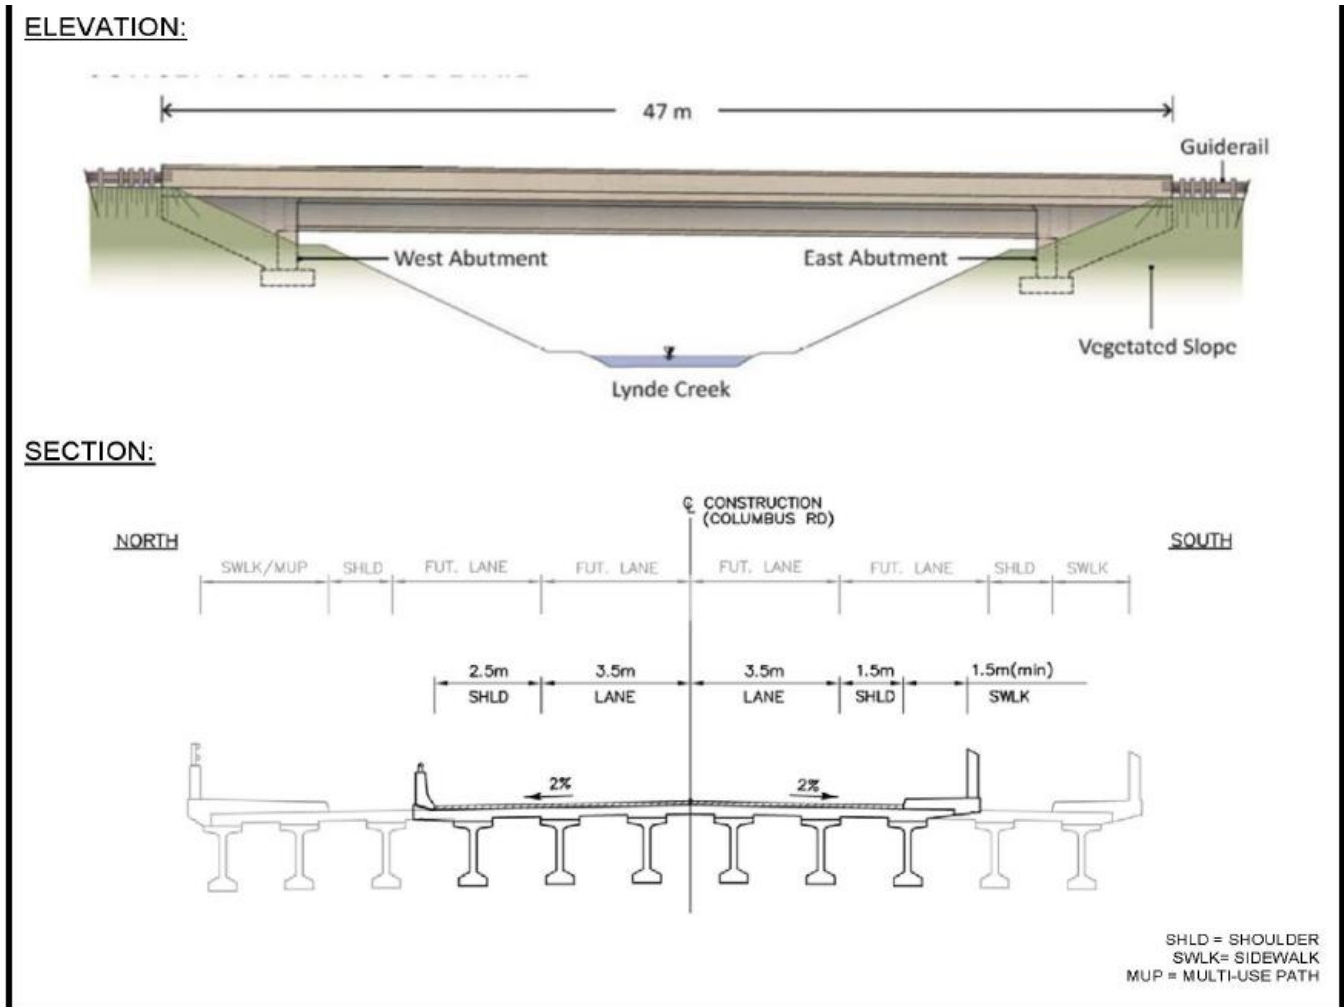 ELEVATION:
47 m
Guiderail
West Abutment
East Abutment
Vegetated Slope
Lynde Creek
SECTION:
℄ CONSTRUCTION
(COLUMBUS RD)
NORTH
SOUTH
SWLK/MUP SHLD FUT. LANE FUT. LANE FUT. LANE FUT. LANE SHLD SWLK
2.5m 3.5m 3.5m 1.5m 1.5m(min)
SHLD LANE LANE SHLD SWLK
2% 2%
SHLD = SHOULDER
SWLK= SIDEWALK
MUP = MULTI-USE PATH